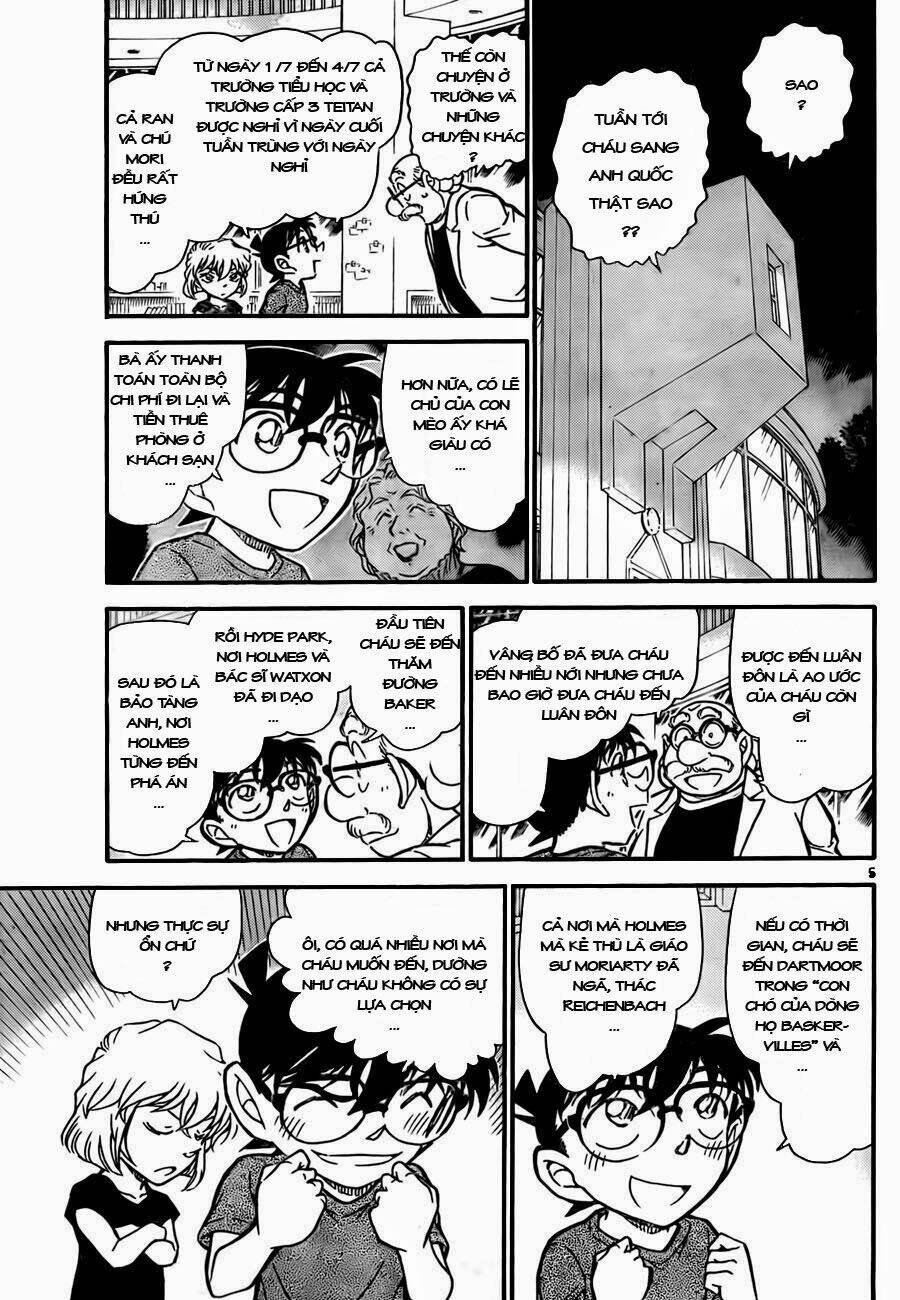 SAO
?
TUẦN TỚI
CHÁU SANG
ANH QUỐC
THẬT SAO
??
THẾ CÒN
CHUYỆN Ở
TRƯỜNG VÀ
NHỮNG
CHUYỆN KHÁC
?
TỪ NGÀY 1/7 ĐẾN 4/7 CẢ
TRƯỜNG TIỂU HỌC VÀ
TRƯỜNG CẤP 3 TEITAN
ĐƯỢC NGHỈ VÌ NGÀY CUỐI
TUẦN TRÙNG VỚI NGÀY
NGHỈ
CẢ RAN
VÀ CHÚ
MORI
ĐỀU RẤT
HỨNG
THÚ
...
HƠN NỮA, CÓ LẼ
CHỦ CỦA CON
MÈO ẤY KHÁ
GIÀU CÓ
...
BÀ ẤY THANH
TOÁN TOÀN BỘ
CHI PHÍ ĐI LẠI VÀ
TIỀN THUÊ
PHÒNG Ở
KHÁCH SẠN
...
ĐƯỢC ĐẾN LUÂN
ĐÔN LÀ AO ƯỚC
CỦA CHÁU CÒN
GÌ
...
VÂNG, BỐ ĐÃ ĐƯA CHÁU
ĐẾN NHIỀU NƠI NHƯNG CHƯA
BAO GIỜ ĐƯA CHÁU ĐẾN
LUÂN ĐÔN
ĐẦU TIÊN
CHÁU SẼ ĐẾN
THĂM
ĐƯỜNG
BAKER
...
RỒI HYDE PARK,
NƠI HOLMES VÀ
BÁC SĨ WATXON
ĐÃ ĐI DẠO
...
SAU ĐÓ LÀ
BẢO TÀNG
ANH, NƠI
HOLMES
TỪNG ĐẾN
PHÁ ÁN
...
5
NẾU CÓ THỜI
GIAN, CHÁU SẼ
ĐẾN DARTMOOR
TRONG "CON
CHÓ CỦA DÒNG
HỌ BASKER-
VILLES" VÀ
...
CẢ NƠI MÀ HOLMES
MÀ KẺ THÙ LÀ GIÁO
SƯ MORIARTY ĐÃ
NGÃ, THÁC
REICHENBACH
...
ÔI, CÓ QUÁ NHIỀU NƠI MÀ
CHÁU MUỐN ĐẾN, DƯỜNG
NHƯ CHÁU KHÔNG CÓ SỰ
LỰA CHỌN
...
NHƯNG THỰC SỰ
ỔN CHỨ
?